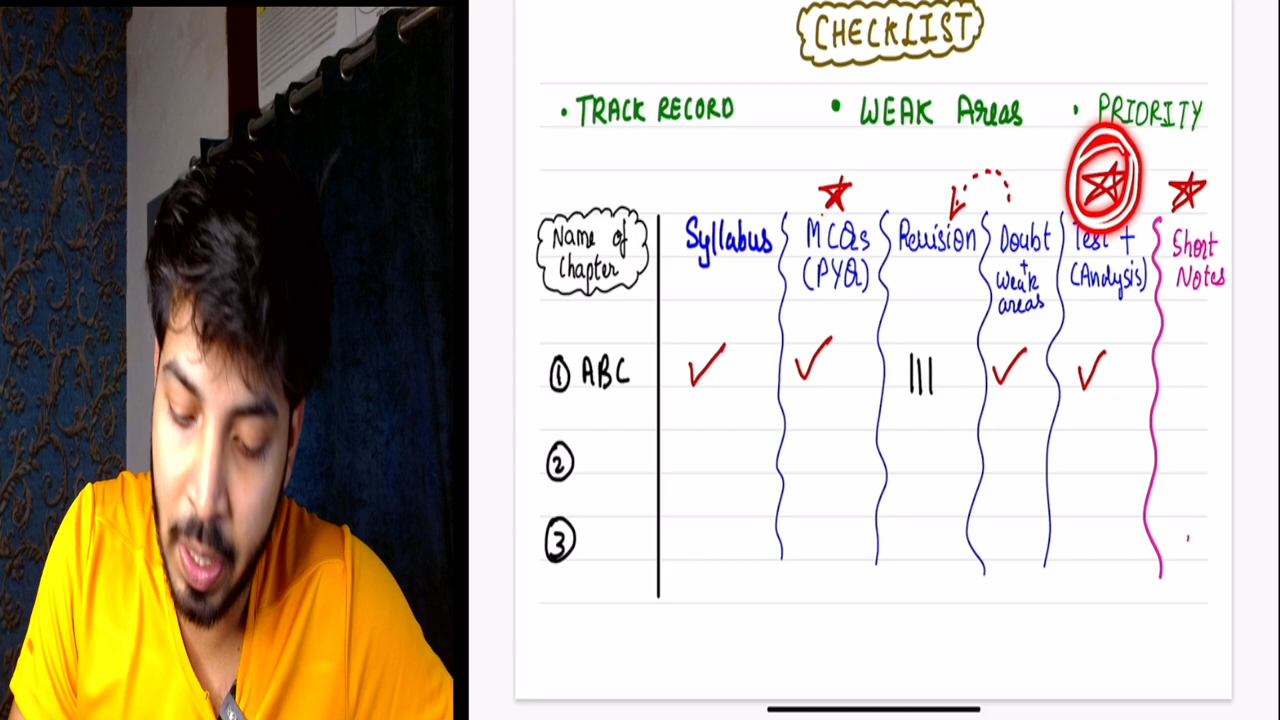 CHECKLIST
• TRACK RECORD • WEAK Areas • PRIORITY
Name of Chapter
Syllabus
MCQs (PYQ)
Revision
Doubt + Weak areas
Test + (Analysis)
Short Notes
① ABC
②
③